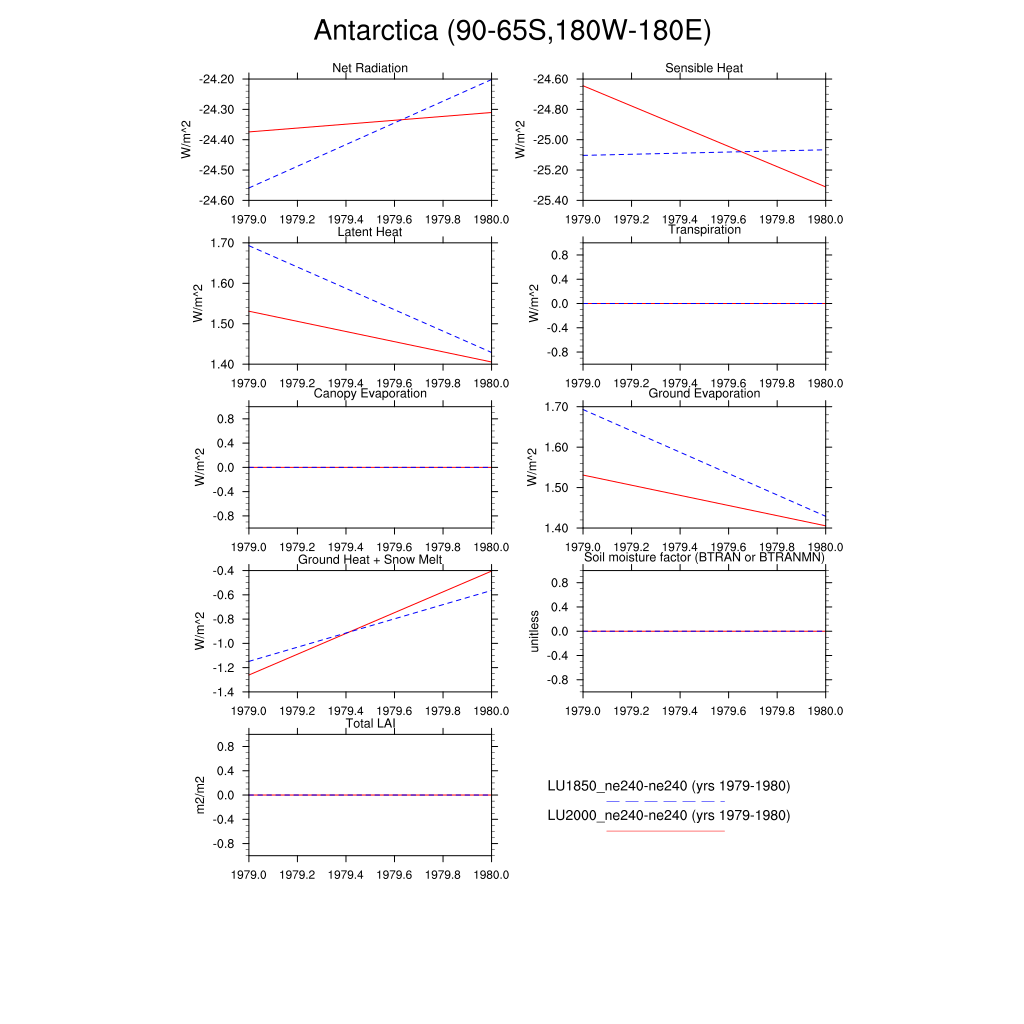 Antarctica (90-65S,180W-180E)
Net Radiation
W/m^2
-24.20
-24.30
-24.40
-24.50
-24.60
1979.0 1979.2 1979.4 1979.6 1979.8 1980.0
Sensible Heat
W/m^2
-24.60
-24.80
-25.00
-25.20
-25.40
1979.0 1979.2 1979.4 1979.6 1979.8 1980.0
Latent Heat
W/m^2
1.70
1.60
1.50
1.40
1979.0 1979.2 1979.4 1979.6 1979.8 1980.0
Transpiration
W/m^2
0.8
0.4
0.0
-0.4
-0.8
1979.0 1979.2 1979.4 1979.6 1979.8 1980.0
Canopy Evaporation
W/m^2
0.8
0.4
0.0
-0.4
-0.8
1979.0 1979.2 1979.4 1979.6 1979.8 1980.0
Ground Evaporation
W/m^2
1.70
1.60
1.50
1.40
1979.0 1979.2 1979.4 1979.6 1979.8 1980.0
Ground Heat + Snow Melt
W/m^2
-0.4
-0.6
-0.8
-1.0
-1.2
-1.4
1979.0 1979.2 1979.4 1979.6 1979.8 1980.0
Soil moisture factor (BTRAN or BTRANMN)
unitless
0.8
0.4
0.0
-0.4
-0.8
1979.0 1979.2 1979.4 1979.6 1979.8 1980.0
Total LAI
m2/m2
0.8
0.4
0.0
-0.4
-0.8
1979.0 1979.2 1979.4 1979.6 1979.8 1980.0
LU1850_ne240-ne240 (yrs 1979-1980)
LU2000_ne240-ne240 (yrs 1979-1980)